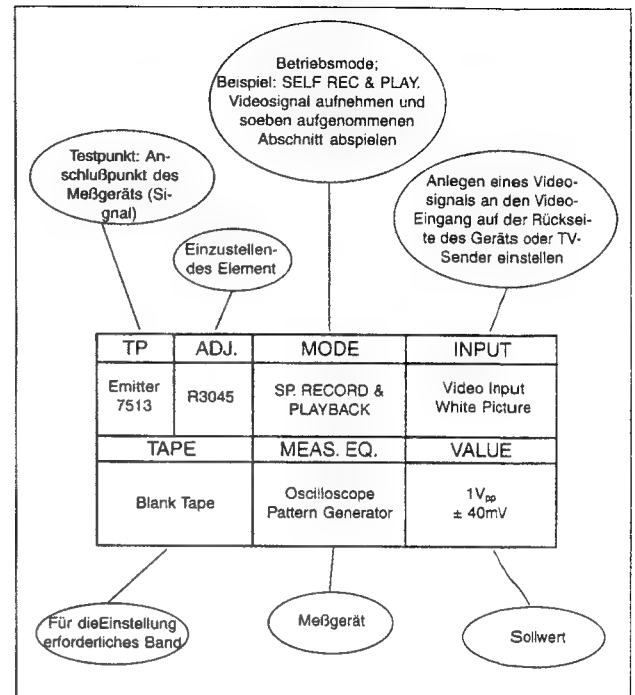 Betriebsmode;
Beispiel: SELF REC & PLAY.
Videosignal aufnehmen und
soeben aufgenommenen
Abschnitt abspielen
Testpunkt: An-
schlußpunkt des
Meßgeräts (Si-
gnal)
Einzustellen-
des Element
Anlegen eines Video-
signals an den Video-
Eingang auf der Rücksei-
te des Geräts oder TV-
Sender einstellen
TP ADJ. MODE INPUT
Emitter
7513
R3045
SP. RECORD &
PLAYBACK
Video Input
White Picture
TAPE MEAS. EQ. VALUE
Blank Tape
Oscilloscope
Pattern Generator
1Vpp
± 40mV
Für dieEinstellung
erforderliches Band
Meßgerät
Sollwert